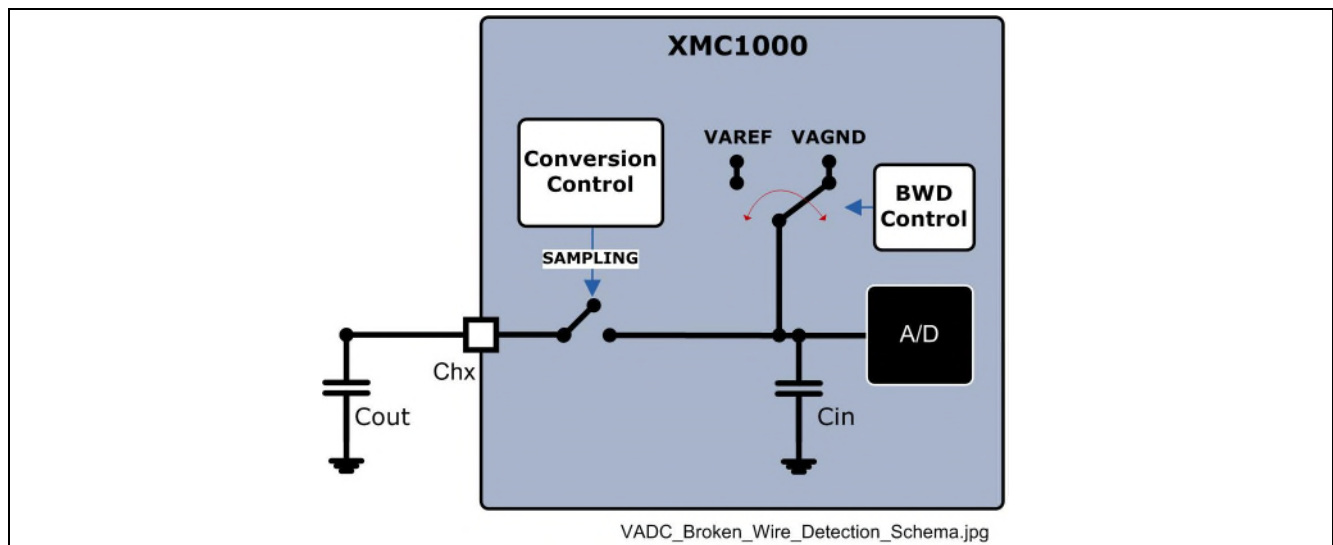 XMC1000
VAREF VAGND
Conversion
Control
BWD
Control
SAMPLING
A/D
Chx
Cout
Cin
VADC_Broken_Wire_Detection_Schema.jpg